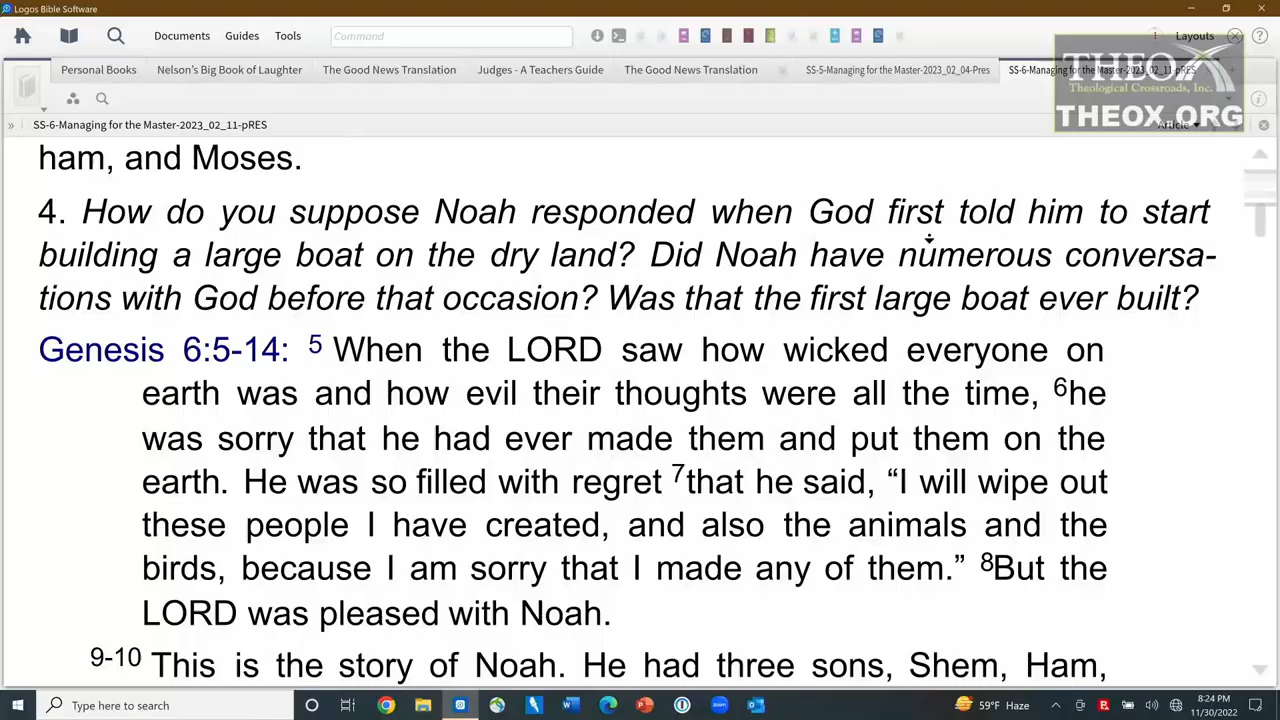 Logos Bible Software
Documents Guides Tools Command Layouts
Personal Books Nelson's Big Book of Laughter The Go Judges - A Teachers Guide The Good News Translation SS-5-Managing for the Master-2023_02_04-Pres SS-6-Managing for the Master-2023_02_11-pRES
THEOX
Theological Crossroads, Inc.
THEOX.ORG
SS-6-Managing for the Master-2023_02_11-pRES Article
ham, and Moses.
4. How do you suppose Noah responded when God first told him to start
building a large boat on the dry land? Did Noah have numerous conversa-
tions with God before that occasion? Was that the first large boat ever built?
Genesis 6:5-14: 5 When the LORD saw how wicked everyone on
earth was and how evil their thoughts were all the time, 6he
was sorry that he had ever made them and put them on the
earth. He was so filled with regret 7that he said, “I will wipe out
these people I have created, and also the animals and the
birds, because I am sorry that I made any of them.” 8But the
LORD was pleased with Noah.
9-10 This is the story of Noah. He had three sons, Shem, Ham,
Type here to search 59°F Haze 8:24 PM
11/30/2022